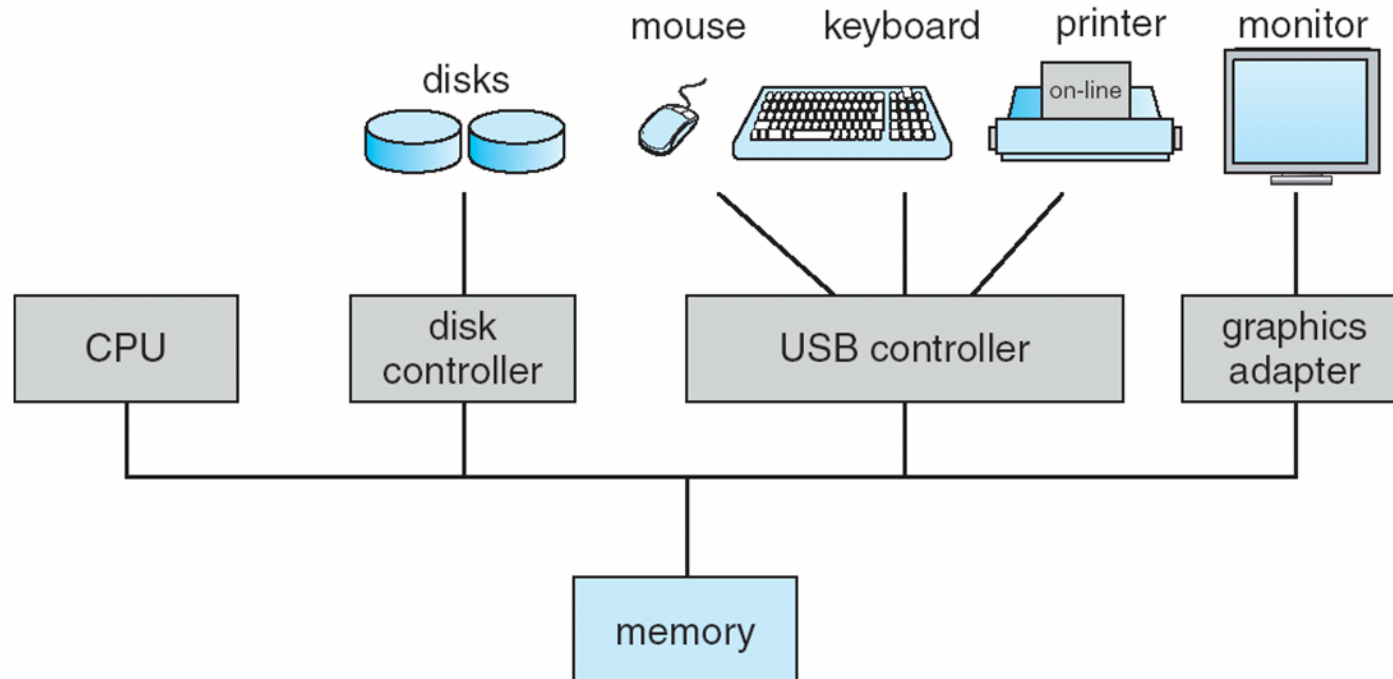 mouse
keyboard
printer
monitor
disks
on-line
CPU
disk
controller
USB controller
graphics
adapter
memory